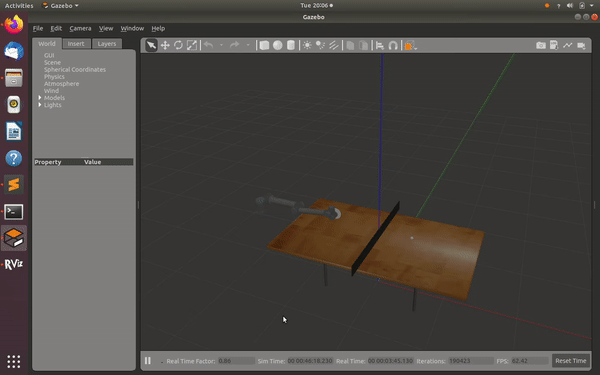 Activities Gazebo Tue 20:06
Gazebo
File Edit Camera View Window Help
World Insert Layers
GUI
Scene
Spherical Coordinates
Physics
Atmosphere
Wind
Models
Lights
Property Value
RViz
Real Time Factor: 0.86 Sim Time: 00 00:46:18.230 Real Time: 00 00:03:45.130 Iterations: 190423 FPS: 62.42 Reset Time